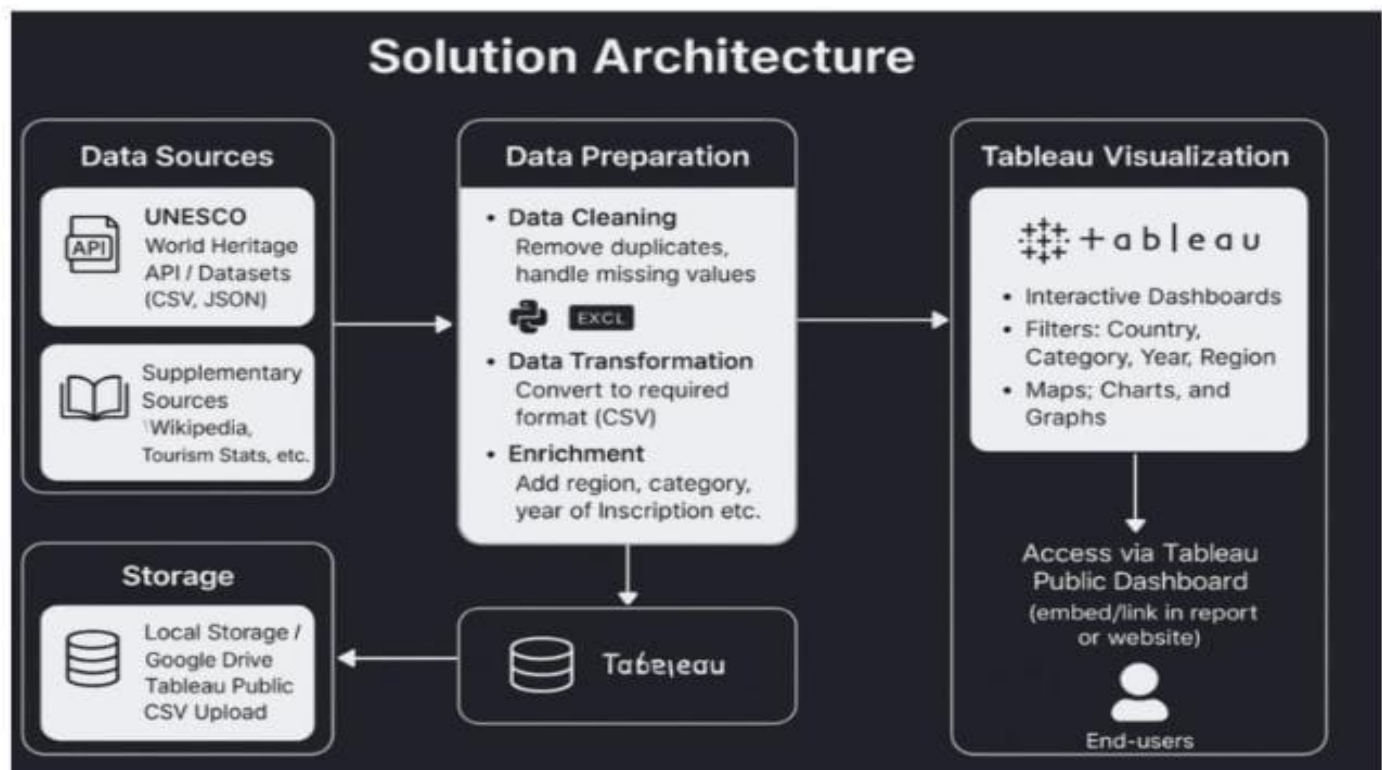 Solution Architecture
Data Sources
API
UNESCO
World Heritage
API / Datasets
(CSV, JSON)
Supplementary
Sources
\Wikipedia,
Tourism Stats, etc.
Data Preparation
• Data Cleaning
Remove duplicates,
handle missing values
EXCL
• Data Transformation
Convert to required
format (CSV)
• Enrichment
Add region, category,
year of Inscription etc.
Tableau Visualization
+ableau
• Interactive Dashboards
• Filters: Country,
Category, Year, Region
• Maps; Charts, and
Graphs
Access via Tableau
Public Dashboard
(embed/link in report
or website)
End-users
Storage
Local Storage /
Google Drive
Tableau Public
CSV Upload